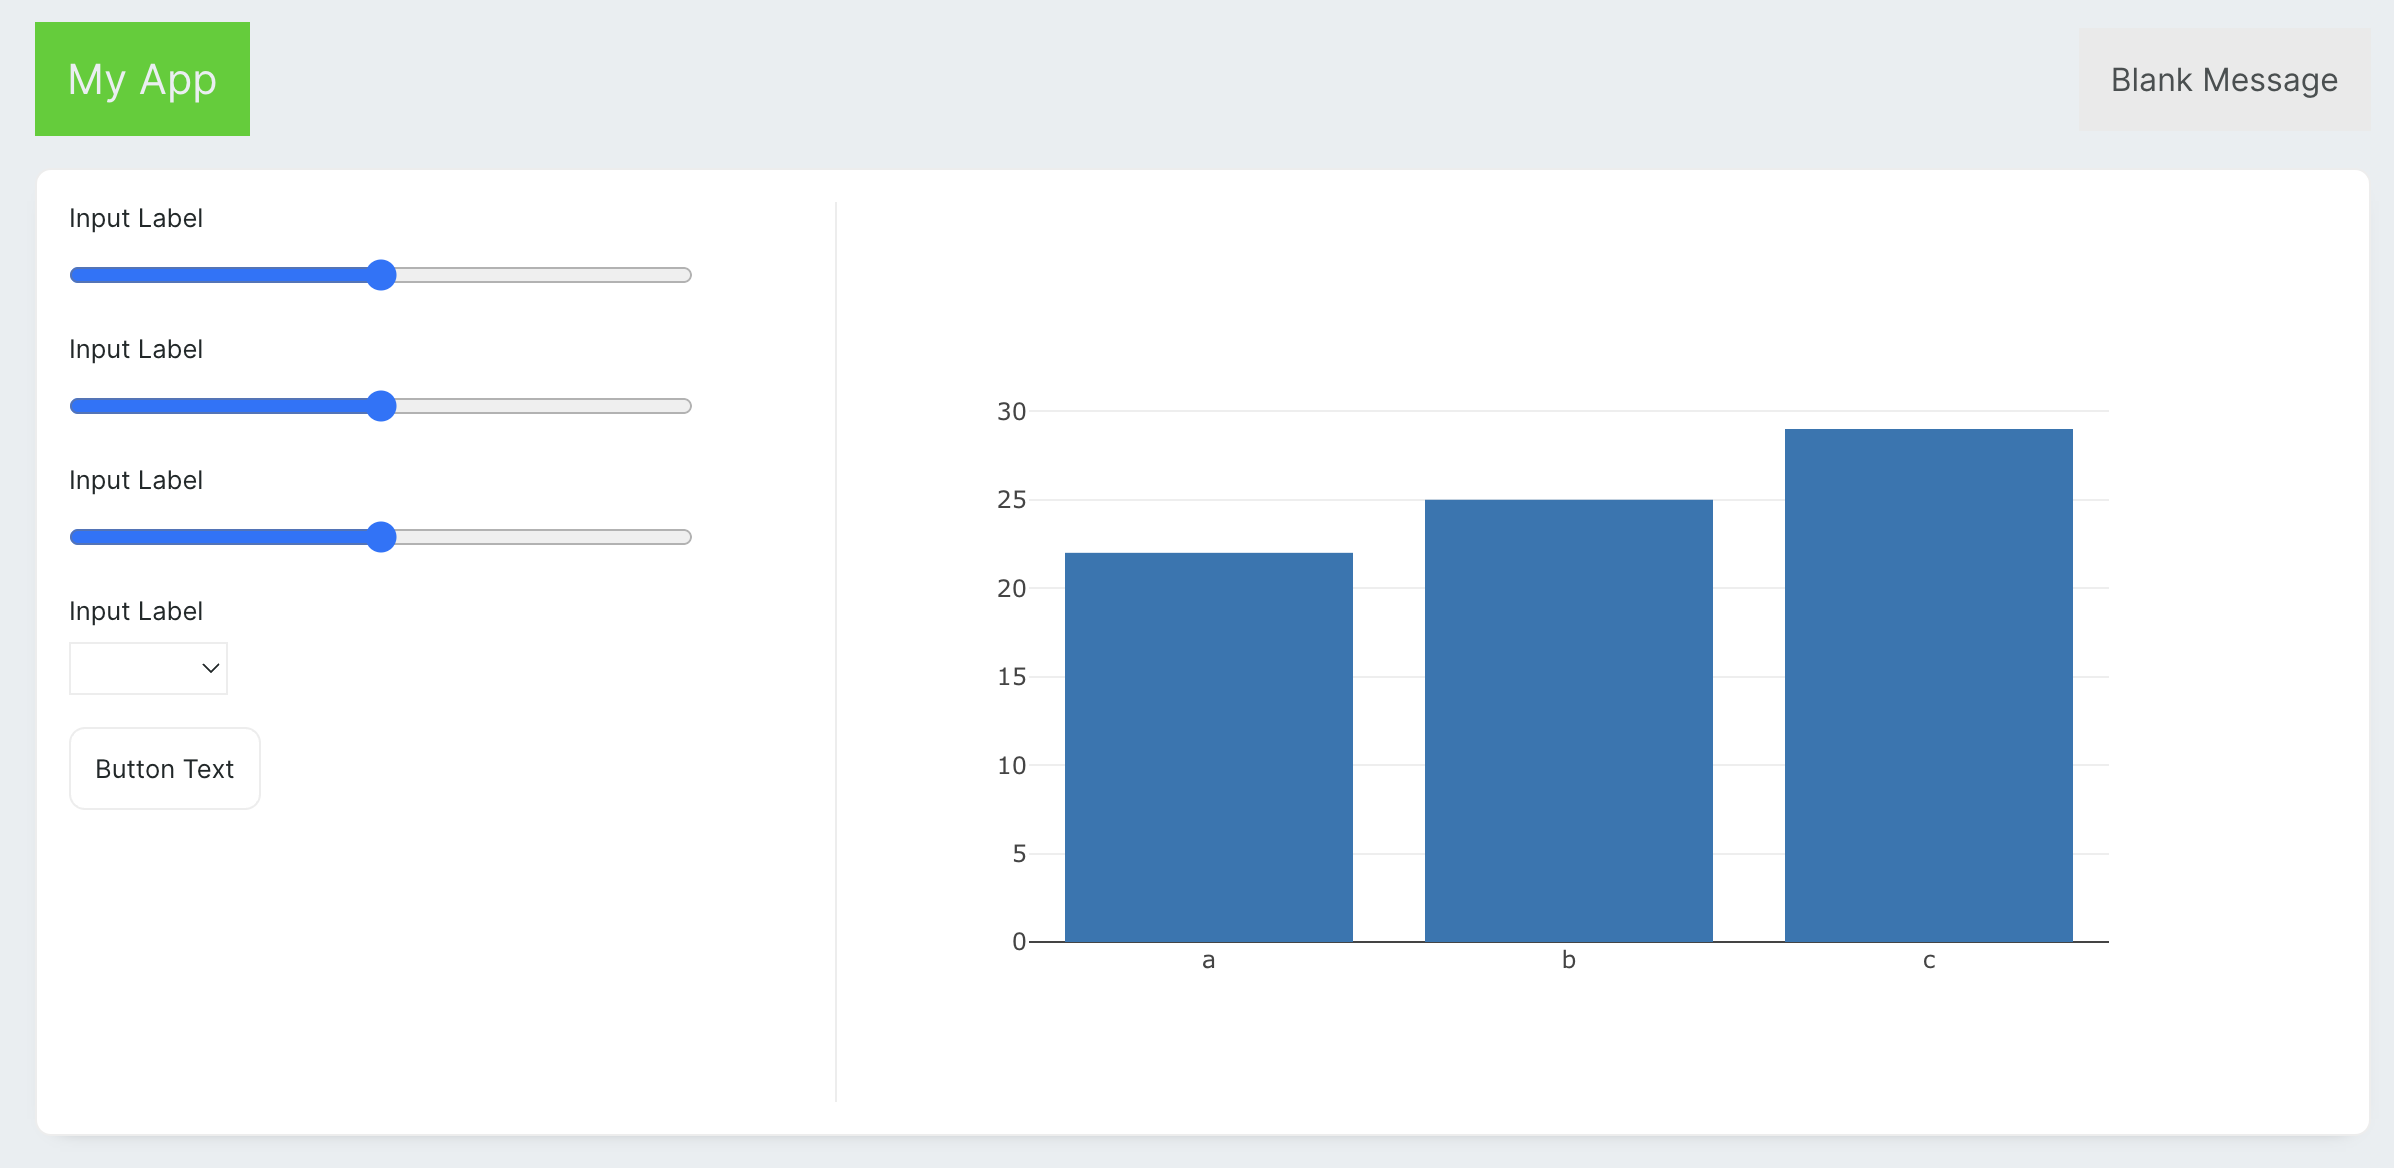 My App
Blank Message
Input Label
Input Label
Input Label
Input Label
Button Text
30
25
20
15
10
5
0
a b c